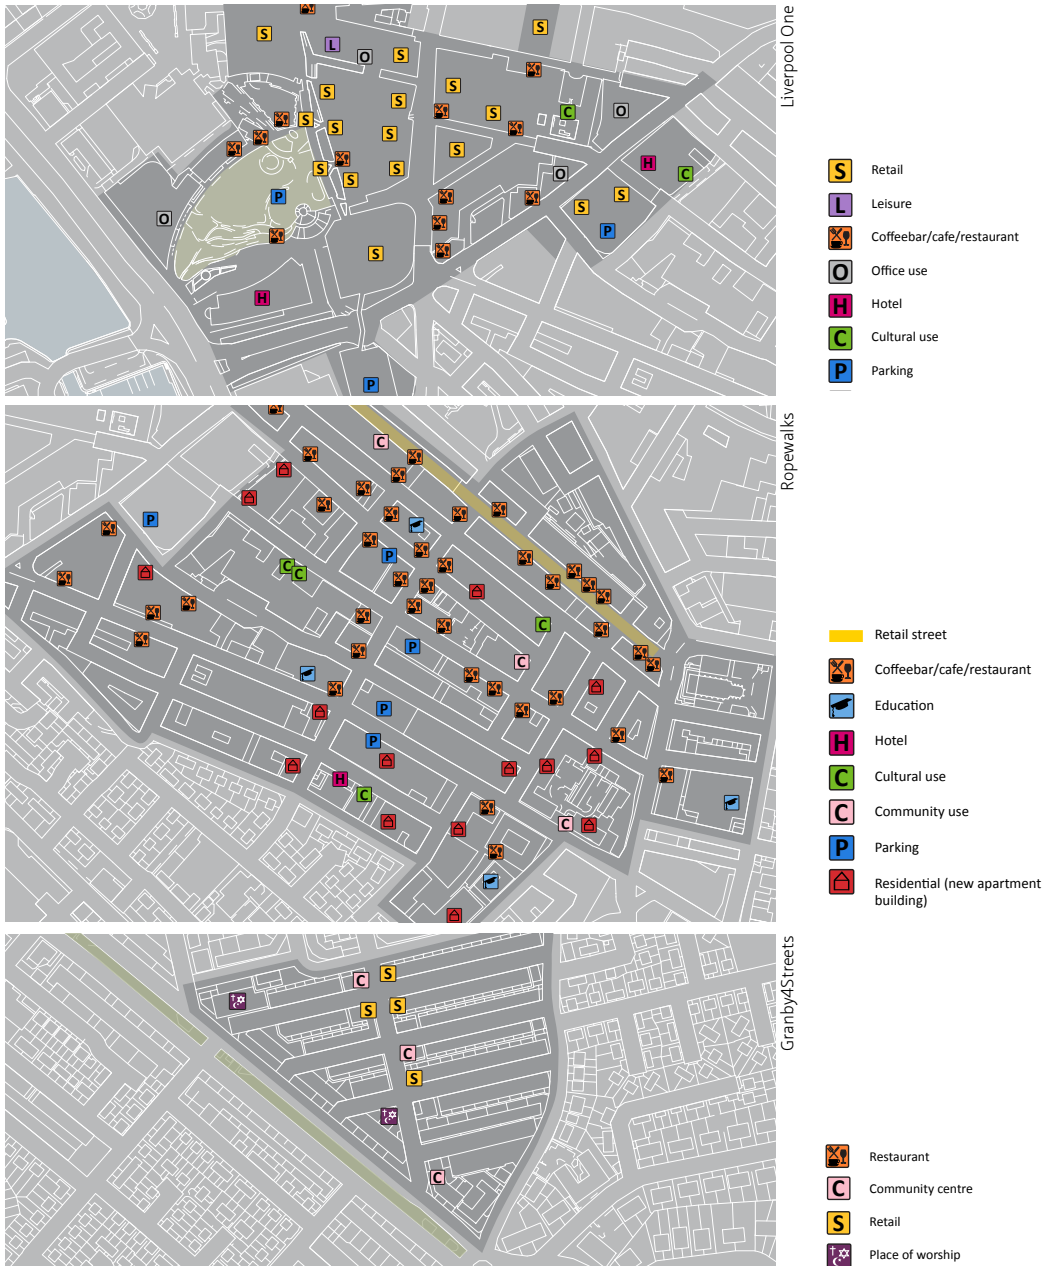 Liverpool One
S Retail
L Leisure
Coffeebar/cafe/restaurant
O Office use
H Hotel
C Cultural use
P Parking
Ropewalks
Retail street
Coffeebar/cafe/restaurant
Education
H Hotel
C Cultural use
C Community use
P Parking
Residential (new apartment
building)
Granby4Streets
Restaurant
C Community centre
S Retail
Place of worship